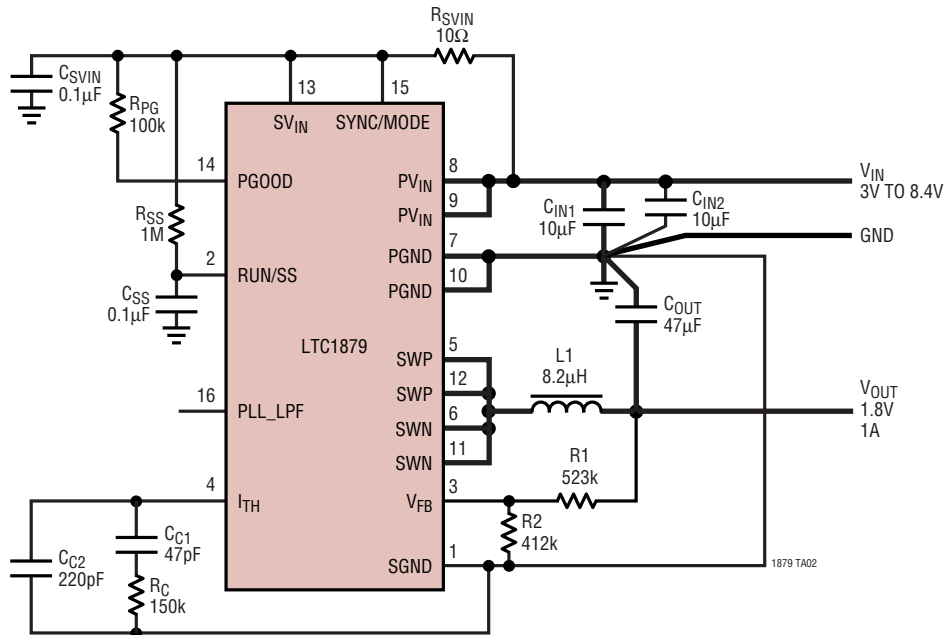 RSVIN
10Ω
CSVIN
0.1µF
RPG
100k
13
15
SVIN
SYNC/MODE
14
PGOOD
PVIN
8
VIN
3V TO 8.4V
PVIN
9
CIN1
10µF
CIN2
10µF
RSS
1M
PGND
7
GND
2
RUN/SS
PGND
10
CSS
0.1µF
COUT
47µF
LTC1879
SWP
5
L1
8.2µH
SWP
12
VOUT
1.8V
1A
16
PLL_LPF
SWN
6
SWN
11
R1
523k
4
ITH
VFB
3
R2
412k
CC1
47pF
CC2
220pF
RC
150k
SGND
1
1879 TA02